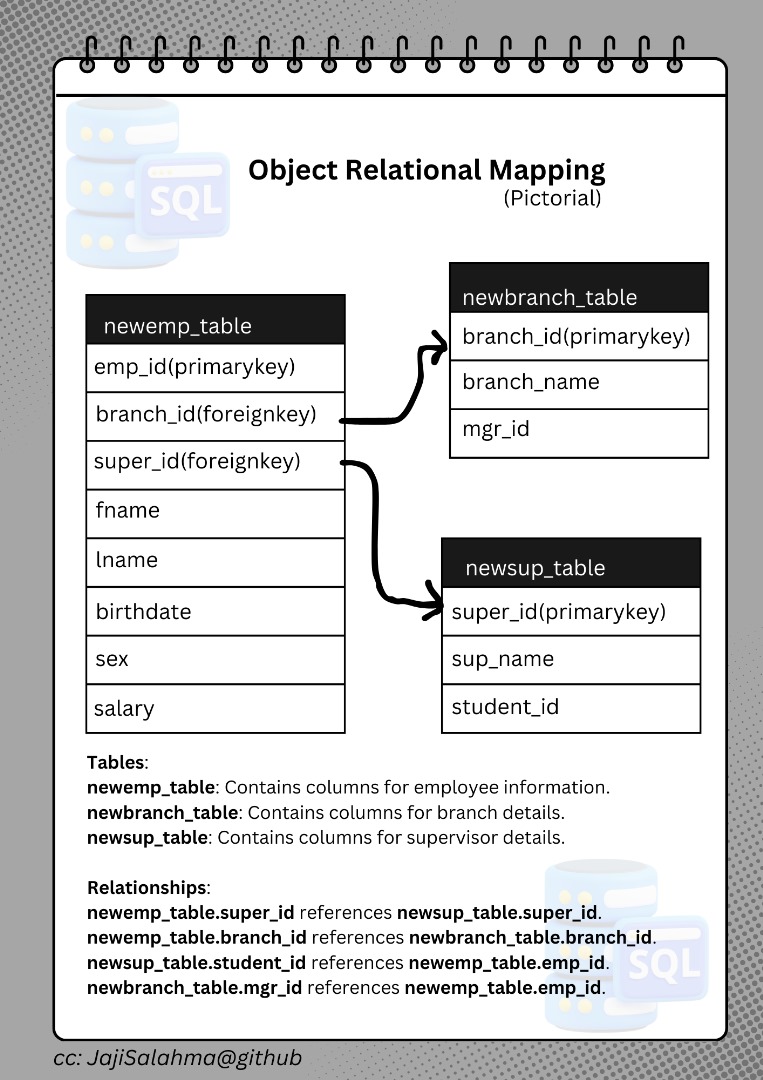 SQL
Object Relational Mapping
(Pictorial)
newemp_table
emp_id(primarykey)
branch_id(foreignkey)
super_id(foreignkey)
fname
lname
birthdate
sex
salary
newbranch_table
branch_id(primarykey)
branch_name
mgr_id
newsup_table
super_id(primarykey)
sup_name
student_id
Tables:
newemp_table: Contains columns for employee information.
newbranch_table: Contains columns for branch details.
newsup_table: Contains columns for supervisor details.
Relationships:
newemp_table.super_id references newsup_table.super_id.
newemp_table.branch_id references newbranch_table.branch_id.
newsup_table.student_id references newemp_table.emp_id.
newbranch_table.mgr_id references newemp_table.emp_id.
SQL
cc: JajiSalahma@github